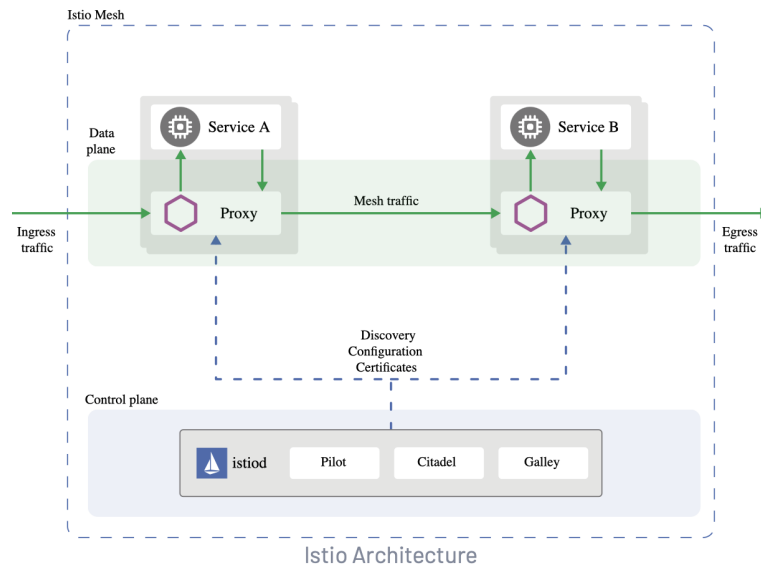 Istio Mesh
Data
plane
Service A
Service B
Ingress
traffic
Proxy
Mesh traffic
Proxy
Egress
traffic
Discovery
Configuration
Certificates
Control plane
istiod
Pilot
Citadel
Galley
Istio Architecture